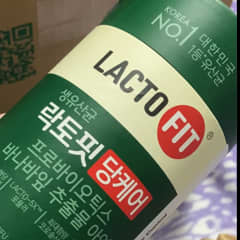 KOREA
NO.1
대한민국
1등 유산균
LACTO FIT®
생유산균
락토핏 당케어
프로바이오틱스
바나바잎 추출물
LACTO-5X™